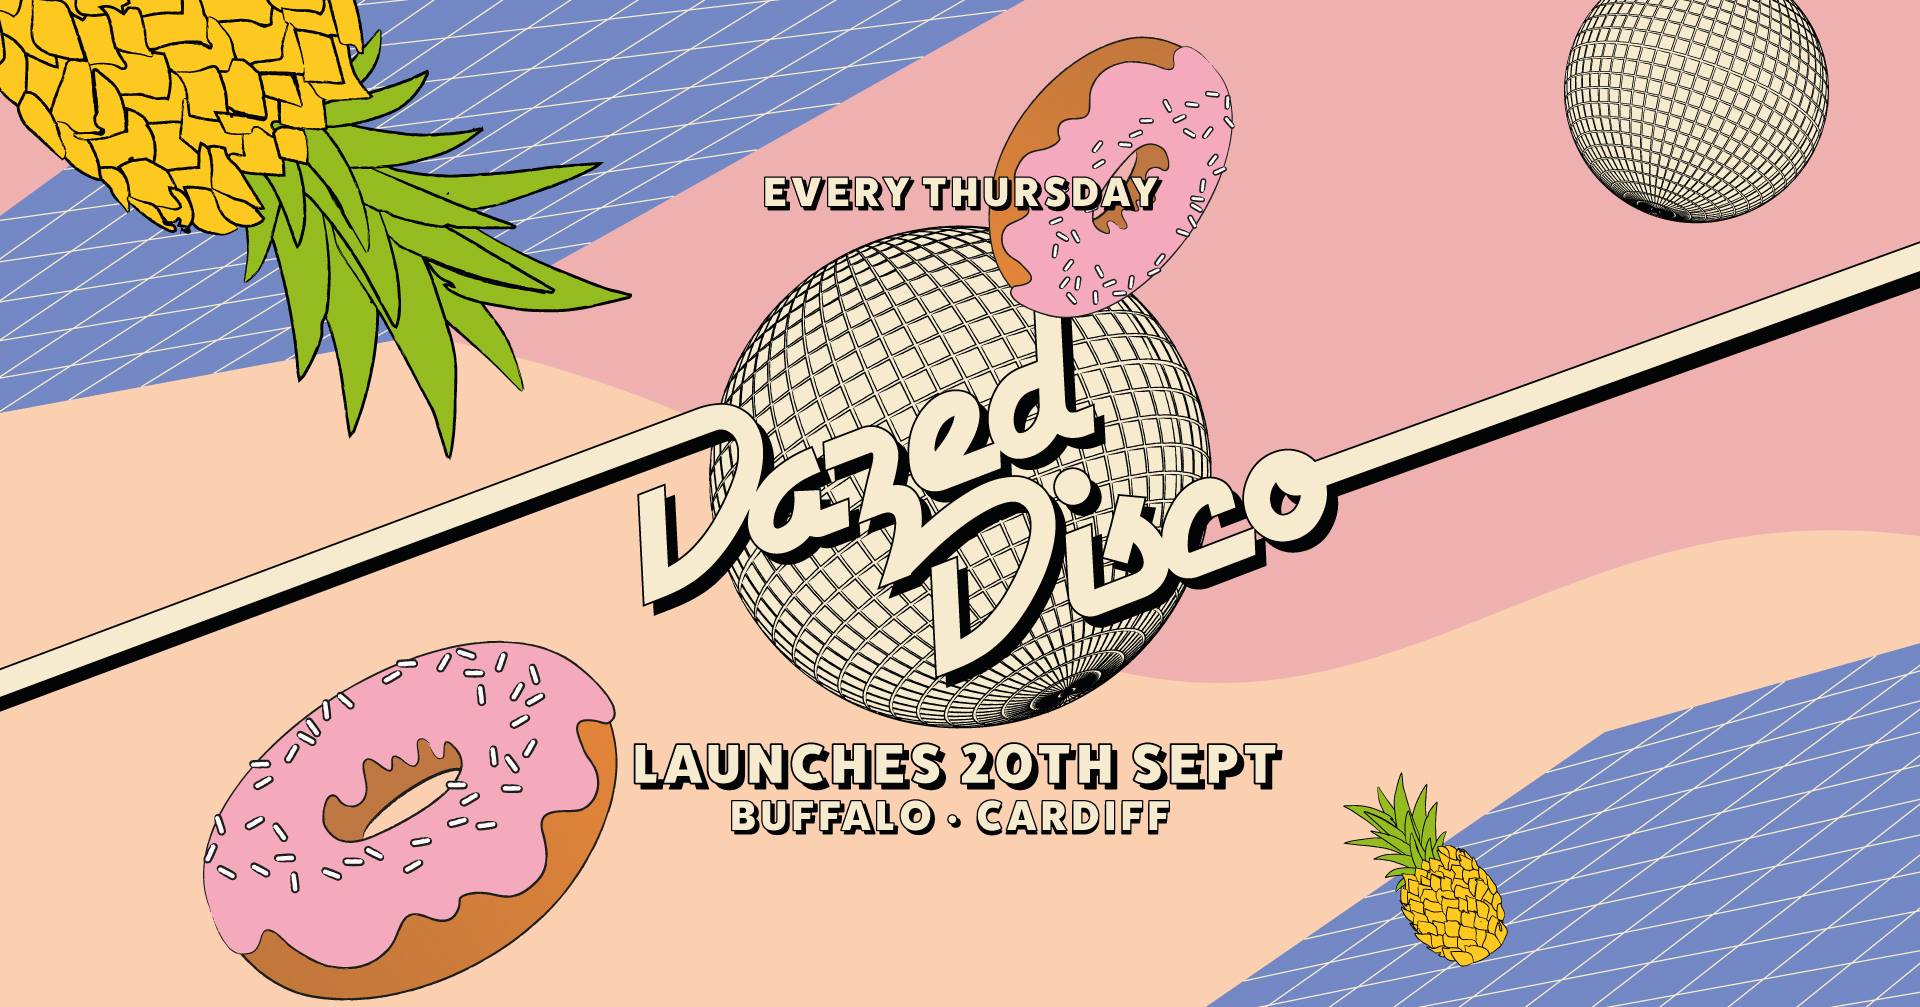 EVERY THURSDAY
Dazed
Disco
LAUNCHES 20TH SEPT
BUFFALO • CARDIFF